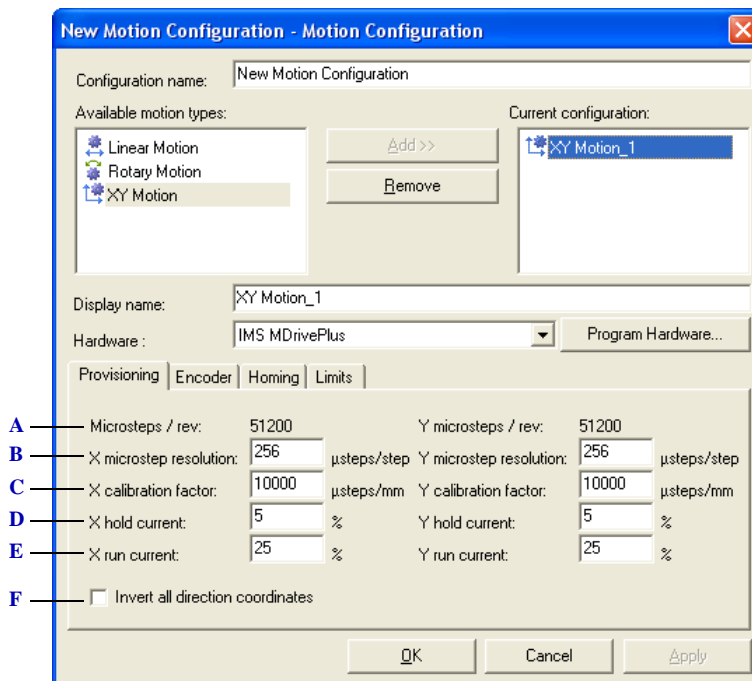 New Motion Configuration - Motion Configuration
Configuration name: New Motion Configuration
Available motion types: Current configuration:
Linear Motion
Rotary Motion
XY Motion
Add >>
Remove
XY Motion_1
Display name: XY Motion_1
Hardware : IMS MDrivePlus Program Hardware...
Provisioning Encoder Homing Limits
A Microsteps / rev: 51200 Y microsteps / rev: 51200
B X microstep resolution: 256 µsteps/step Y microstep resolution: 256 µsteps/step
C X calibration factor: 10000 µsteps/mm Y calibration factor: 10000 µsteps/mm
D X hold current: 5 % Y hold current: 5 %
E X run current: 25 % Y run current: 25 %
F Invert all direction coordinates
OK Cancel Apply